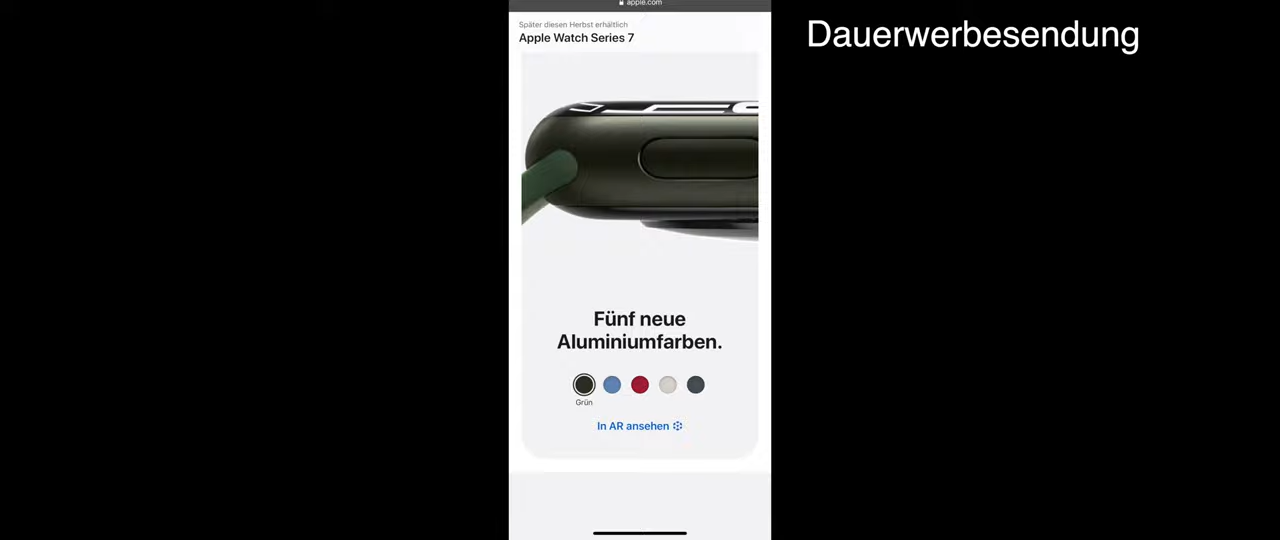 apple.com
Später diesen Herbst erhältlich
Apple Watch Series 7
Dauerwerbesendung
Fünf neue
Aluminiumfarben.
Grün
In AR ansehen